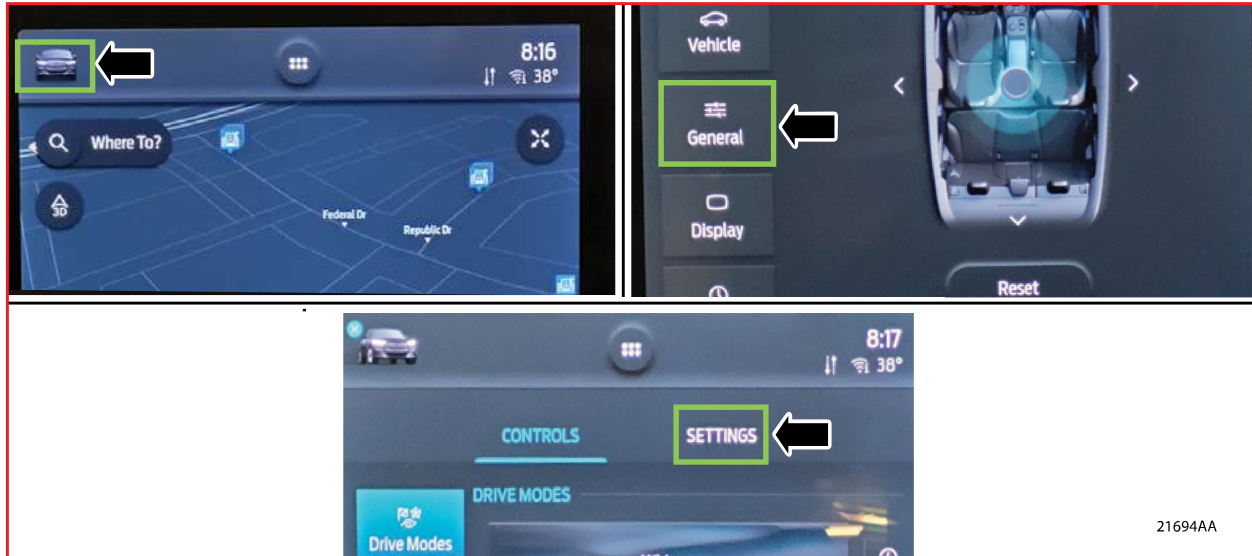 8:16
38°
Where To?
3D
Federal Dr
Republic Dr
Vehicle
General
Display
Reset
8:17
38°
CONTROLS
SETTINGS
DRIVE MODES
Drive Modes
21694AA